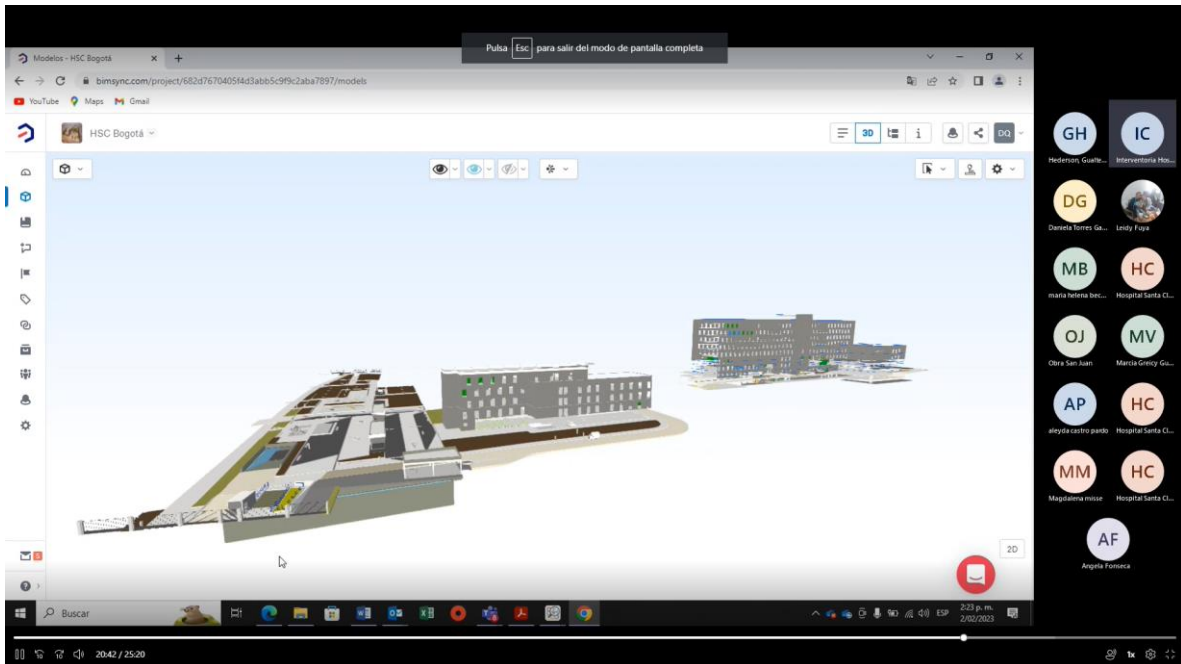 Pulsa Esc para salir del modo de pantalla completa
Modelos - HSC Bogotá
bimsync.com/project/682d7670405f4d3abb5c9f9c2aba7897/models
YouTube Maps Gmail
HSC Bogotá
3D
DQ
GH IC
Hederson, Gualte... Interventoria Hos...
DG
Daniela Torres Ga... Leidy Fuya
MB HC
maria helena bec... Hospital Santa Cl...
OJ MV
Obra San Juan Marcia Greicy Gu...
AP HC
aleyda castro pardo Hospital Santa Cl...
MM HC
Magdalena misse Hospital Santa Cl...
AF
Angela Fonseca
2D
Buscar
ESP
2:23 p. m.
2/02/2023
20:42 / 25:20
1x